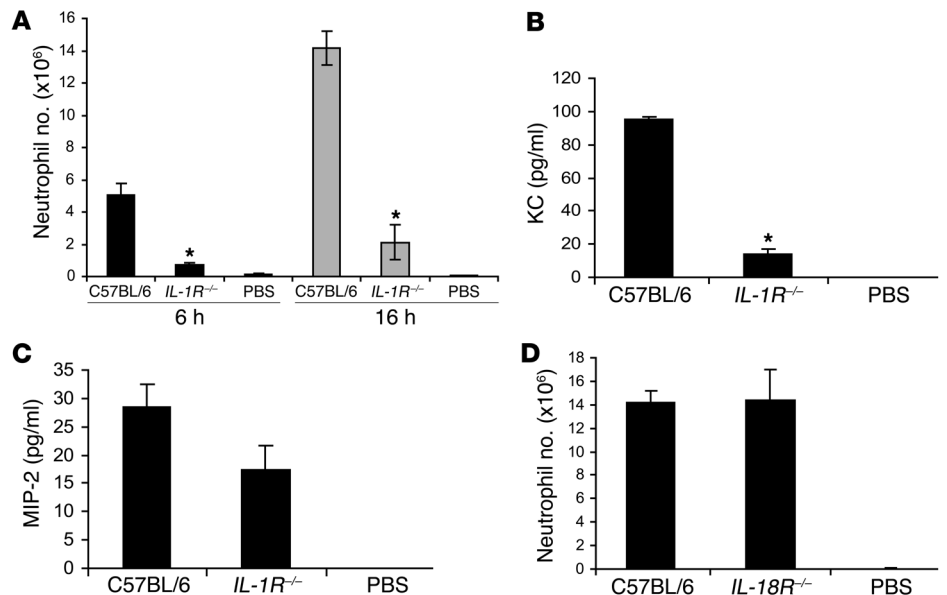 A
Neutrophil no. (x10⁶)
16
14
12
10
8
6
4
2
0
*
*
C57BL/6 IL-1R⁻/⁻ PBS C57BL/6 IL-1R⁻/⁻ PBS
6 h 16 h
B
KC (pg/ml)
120
100
80
60
40
20
0
*
C57BL/6 IL-1R⁻/⁻ PBS
C
MIP-2 (pg/ml)
35
30
25
20
15
10
5
0
C57BL/6 IL-1R⁻/⁻ PBS
D
Neutrophil no. (x10⁶)
18
16
14
12
10
8
6
4
2
0
C57BL/6 IL-18R⁻/⁻ PBS